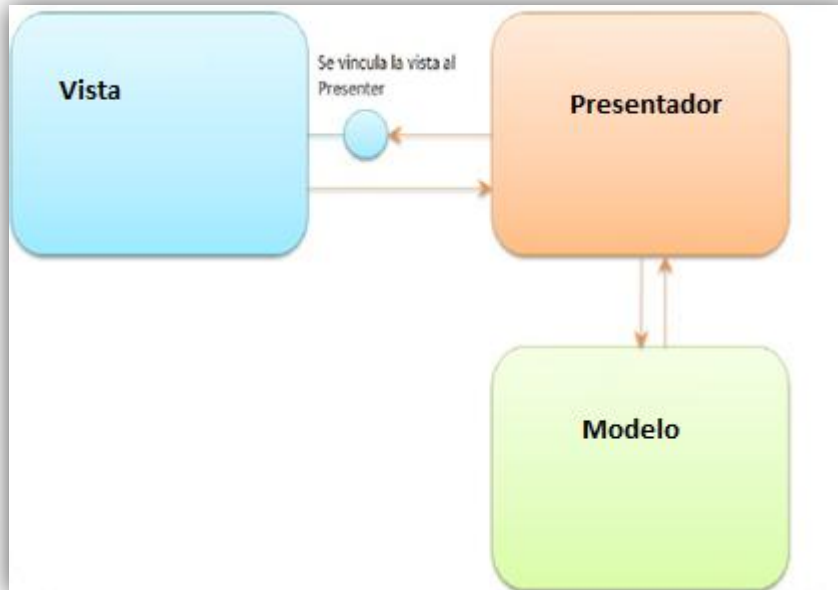 Vista
Se vincula la vista al
Presenter
Presentador
Modelo